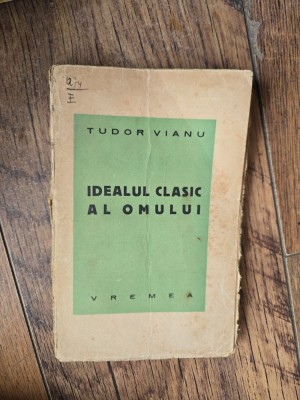 TUDOR VIANU
IDEALUL CLASIC
AL OMULUI
VREMEA